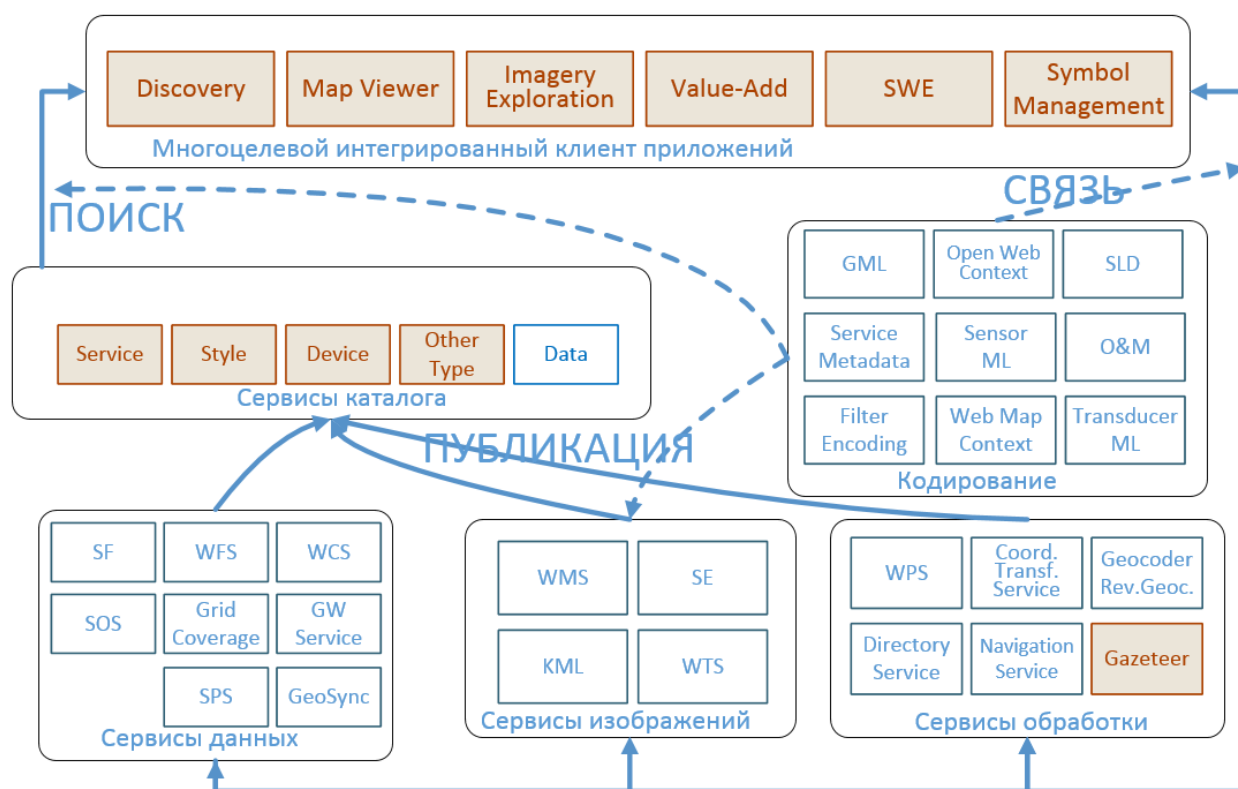 Discovery
Map Viewer
Imagery
Exploration
Value-Add
SWE
Symbol
Management
Многоцелевой интегрированный клиент приложений
ПОИСК
СВЯЗЬ
Service
Style
Device
Other
Type
Data
Сервисы каталога
GML
Open Web
Context
SLD
Service
Metadata
Sensor
ML
O&M
Filter
Encoding
Web Map
Context
Transducer
ML
Кодирование
ПУБЛИКАЦИЯ
SF
WFS
WCS
SOS
Grid
Coverage
GW
Service
SPS
GeoSync
Сервисы данных
WMS
SE
KML
WTS
Сервисы изображений
WPS
Coord.
Transf.
Service
Geocoder
Rev.Geoc.
Directory
Service
Navigation
Service
Gazeteer
Сервисы обработки